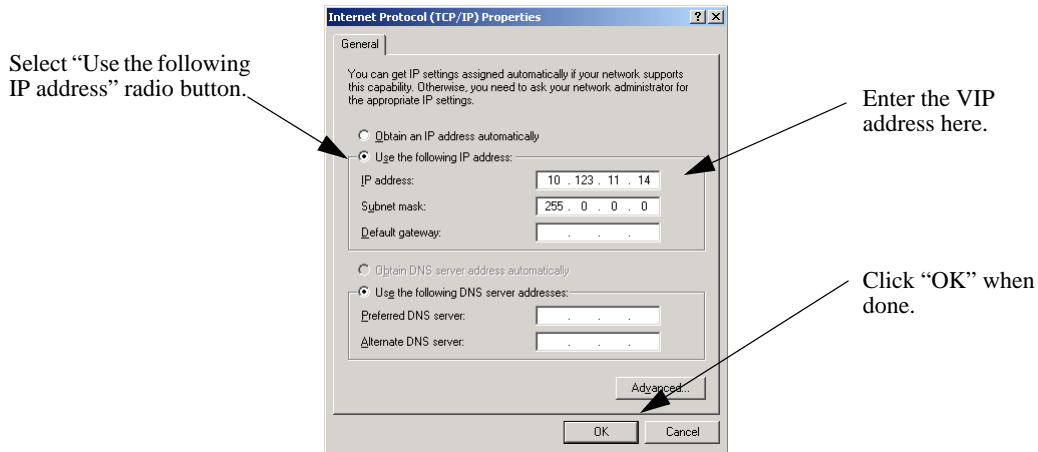 Internet Protocol (TCP/IP) Properties
General
Select “Use the following
IP address” radio button.
You can get IP settings assigned automatically if your network supports
this capability. Otherwise, you need to ask your network administrator for
the appropriate IP settings.
Enter the VIP
address here.
Obtain an IP address automatically
Use the following IP address:
IP address: 10 . 123 . 11 . 14
Subnet mask: 255 . 0 . 0 . 0
Default gateway: . . .
Obtain DNS server address automatically
Use the following DNS server addresses:
Preferred DNS server: . . .
Alternate DNS server: . . .
Click “OK” when
done.
Advanced...
OK Cancel